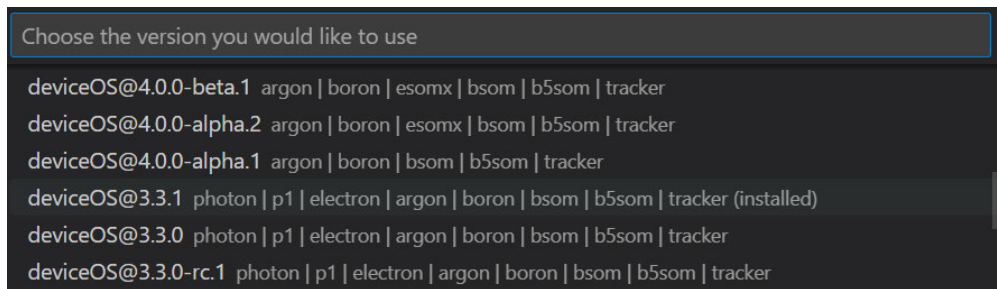 Choose the version you would like to use
deviceOS@4.0.0-beta.1 argon | boron | esomx | bsom | b5som | tracker
deviceOS@4.0.0-alpha.2 argon | boron | esomx | bsom | b5som | tracker
deviceOS@4.0.0-alpha.1 argon | boron | bsom | b5som | tracker
deviceOS@3.3.1 photon | p1 | electron | argon | boron | bsom | b5som | tracker (installed)
deviceOS@3.3.0 photon | p1 | electron | argon | boron | bsom | b5som | tracker
deviceOS@3.3.0-rc.1 photon | p1 | electron | argon | boron | bsom | b5som | tracker